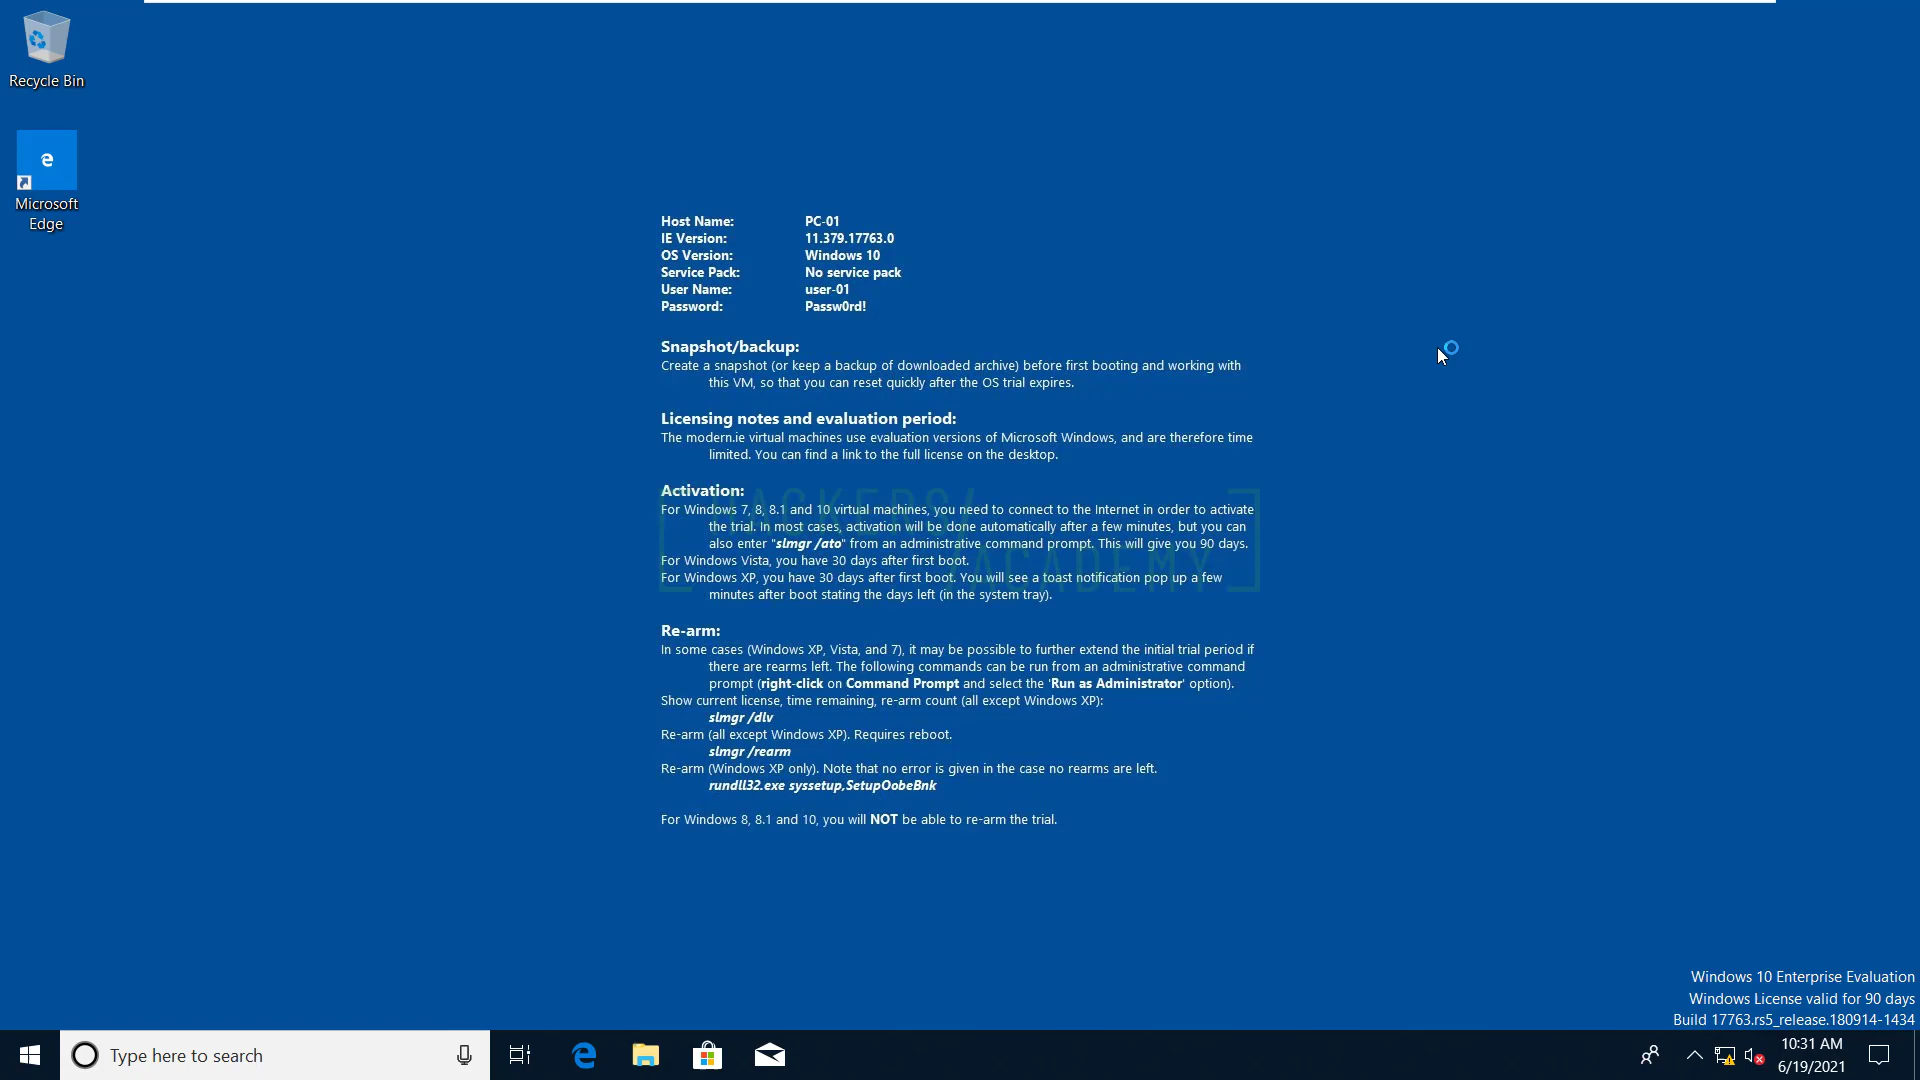 Recycle Bin
Microsoft
Edge
Host Name: PC-01
IE Version: 11.379.17763.0
OS Version: Windows 10
Service Pack: No service pack
User Name: user-01
Password: Passw0rd!
Snapshot/backup:
Create a snapshot (or keep a backup of downloaded archive) before first booting and working with
this VM, so that you can reset quickly after the OS trial expires.
Licensing notes and evaluation period:
The modern.ie virtual machines use evaluation versions of Microsoft Windows, and are therefore time
limited. You can find a link to the full license on the desktop.
Activation:
For Windows 7, 8, 8.1 and 10 virtual machines, you need to connect to the Internet in order to activate
the trial. In most cases, activation will be done automatically after a few minutes, but you can
also enter "slmgr /ato" from an administrative command prompt. This will give you 90 days.
For Windows Vista, you have 30 days after first boot.
For Windows XP, you have 30 days after first boot. You will see a toast notification pop up a few
minutes after boot stating the days left (in the system tray).
HACKERS/
/ACADEMY
Re-arm:
In some cases (Windows XP, Vista, and 7), it may be possible to further extend the initial trial period if
there are rearms left. The following commands can be run from an administrative command
prompt (right-click on Command Prompt and select the 'Run as Administrator' option).
Show current license, time remaining, re-arm count (all except Windows XP):
slmgr /dlv
Re-arm (all except Windows XP). Requires reboot.
slmgr /rearm
Re-arm (Windows XP only). Note that no error is given in the case no rearms are left.
rundll32.exe syssetup,SetupOobeBnk
For Windows 8, 8.1 and 10, you will NOT be able to re-arm the trial.
Windows 10 Enterprise Evaluation
Windows License valid for 90 days
Build 17763.rs5_release.180914-1434
Type here to search
10:31 AM
6/19/2021